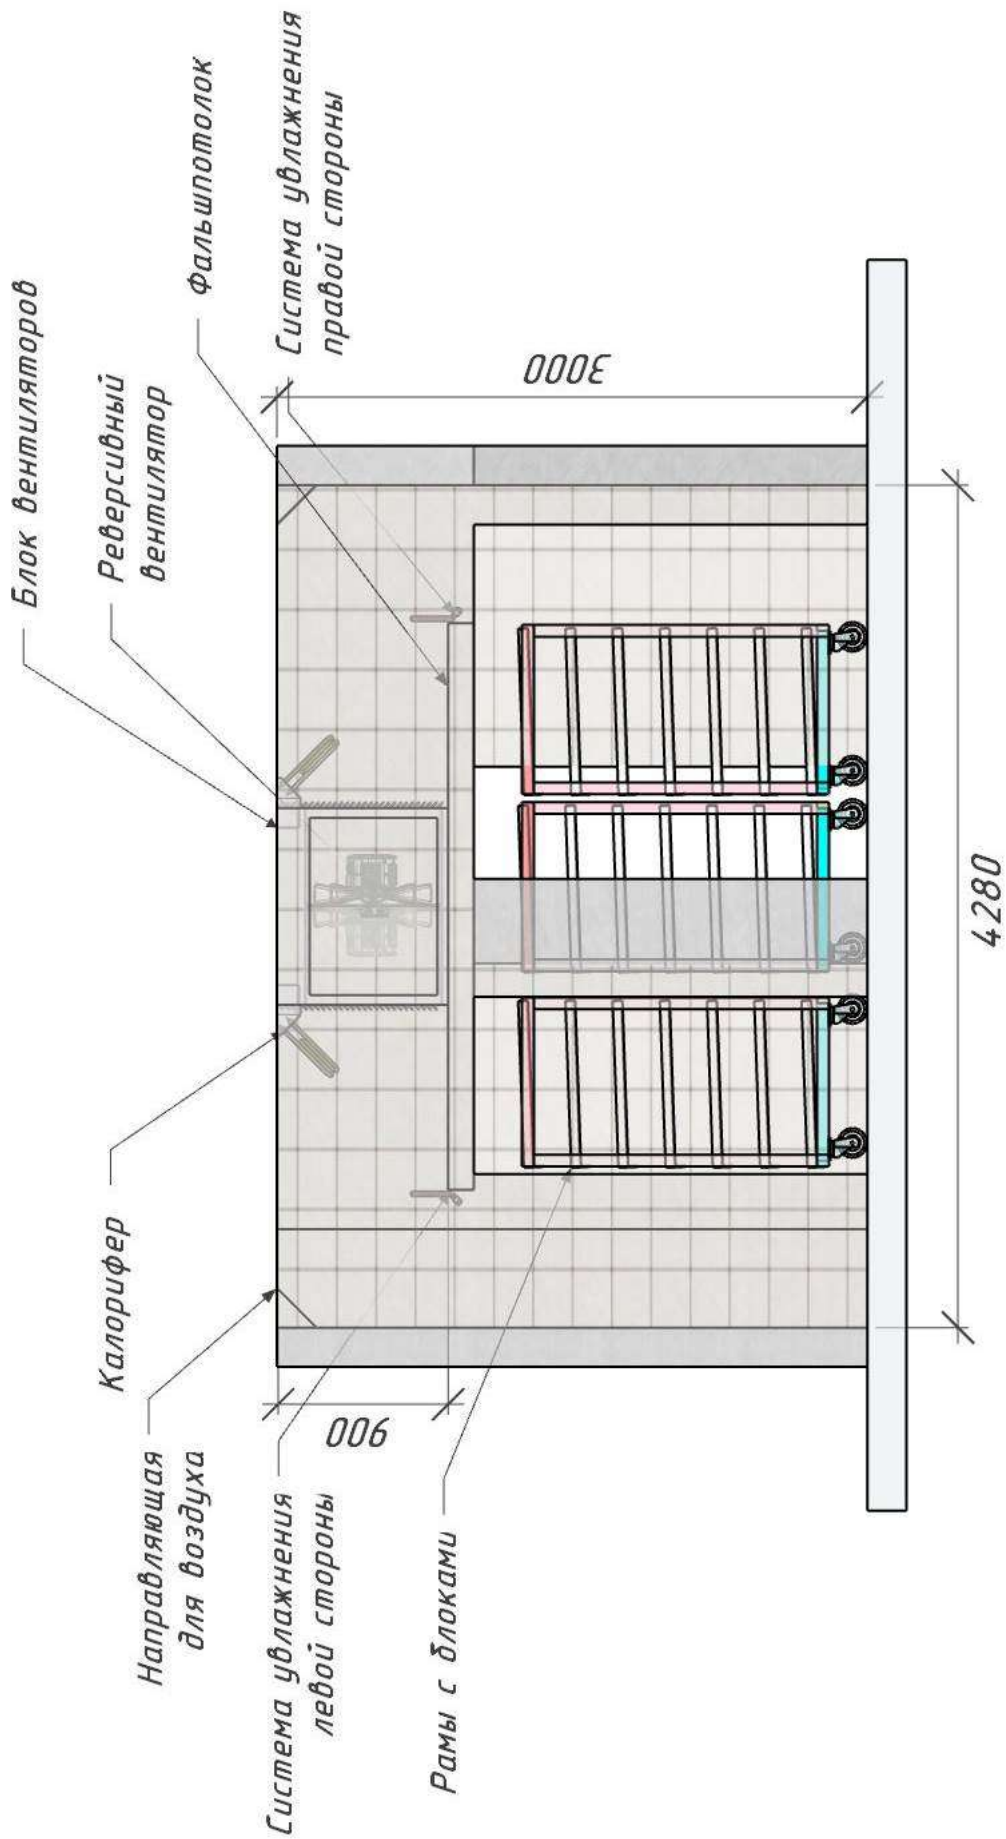 Блок вентиляторов
Реверсивный
вентилятор
Фальшпотолок
Система увлажнения
правой стороны
Калорифер
Направляющая
для воздуха
Система увлажнения
левой стороны
Рамы с блоками
900
3000
4280